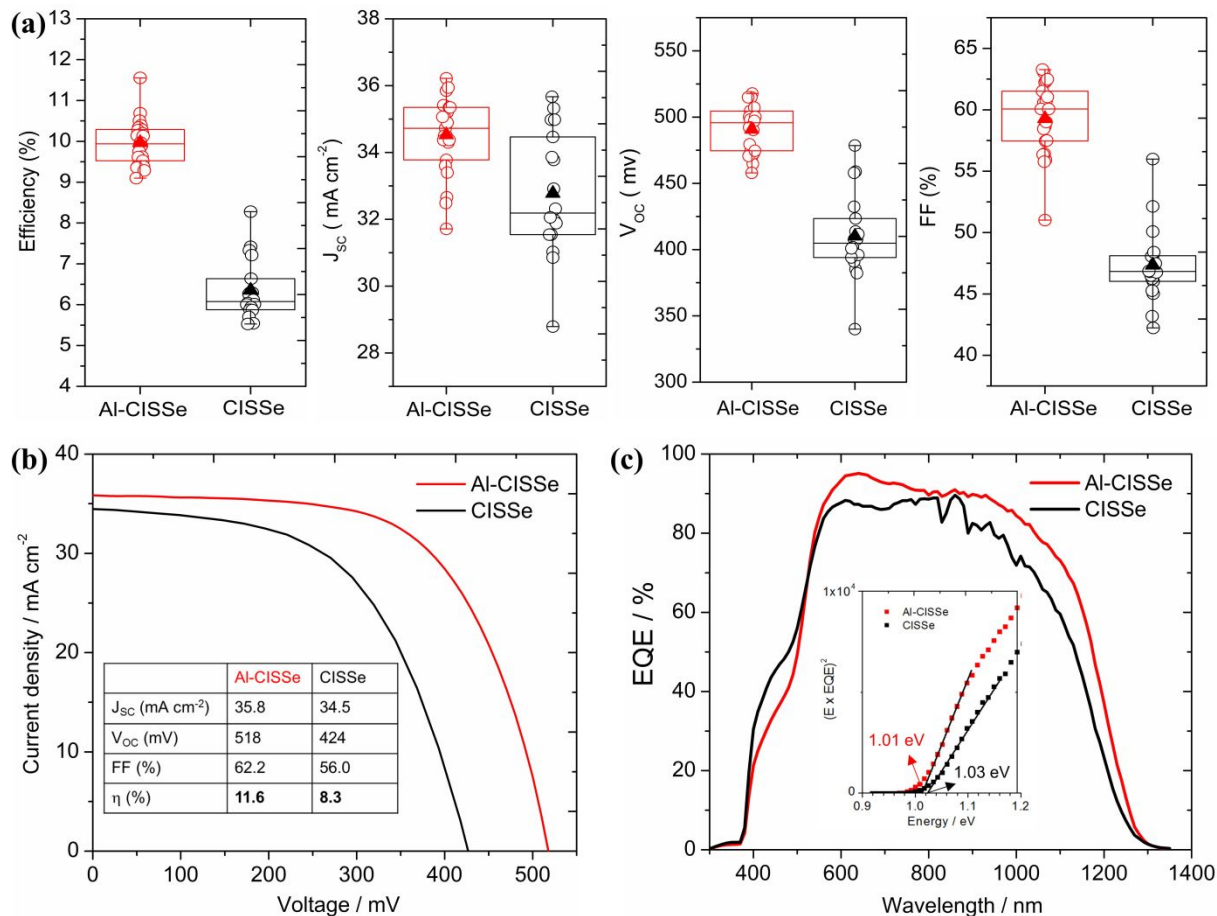 (a)
13
12
11
10
9
8
7
6
5
4
Efficiency (%)
Al-CISSe CISSe
38
36
34
32
30
28
J_SC ( mA cm⁻²)
Al-CISSe CISSe
575
550
500
450
400
350
300
V_OC ( mv)
Al-CISSe CISSe
65
60
55
50
45
40
FF (%)
Al-CISSe CISSe
(b)
40
30
20
10
0
Current density / mA cm⁻²
Al-CISSe
CISSe
Al-CISSe CISSe
J_SC (mA cm⁻²) 35.8 34.5
V_OC (mV) 518 424
FF (%) 62.2 56.0
η (%) 11.6 8.3
0 100 200 300 400 500
Voltage / mV
(c)
100
80
60
40
20
0
EQE / %
Al-CISSe
CISSe
1x10⁴
Al-CISSe
CISSe
(E x EQE)²
1.01 eV
1.03 eV
0
0.9 1.0 1.1 1.2
Energy / eV
400 600 800 1000 1200 1400
Wavelength / nm